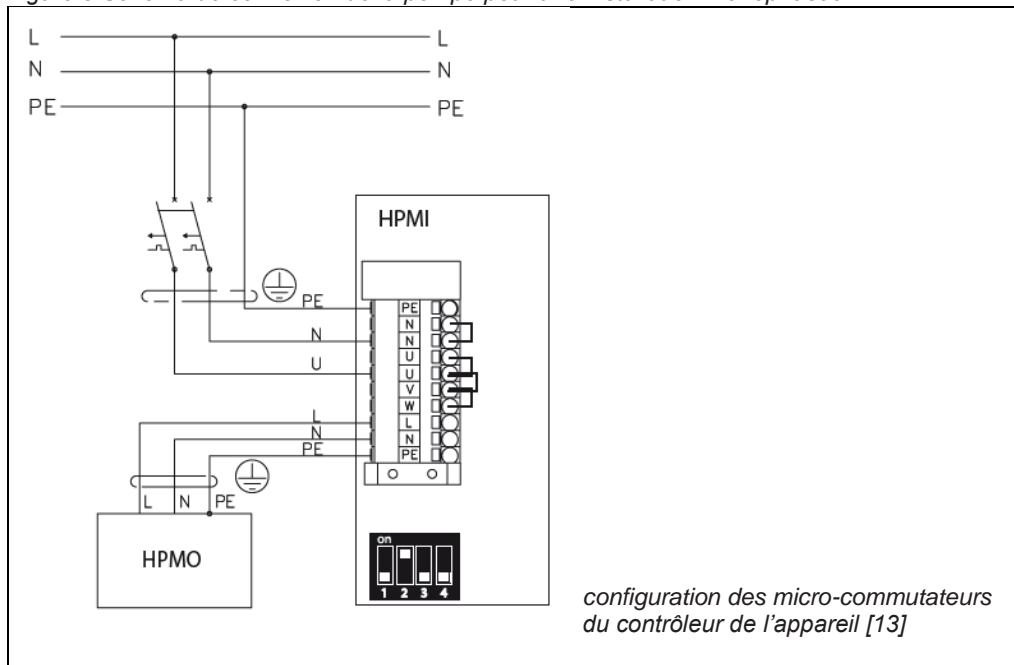 L L
N N
PE PE
HPMI
PE PE
N
N N
U
U U
V
W
L L
N N
PE PE
L N PE
HPMO
on
1 2 3 4
configuration des micro-commutateurs
du contrôleur de l'appareil [13]